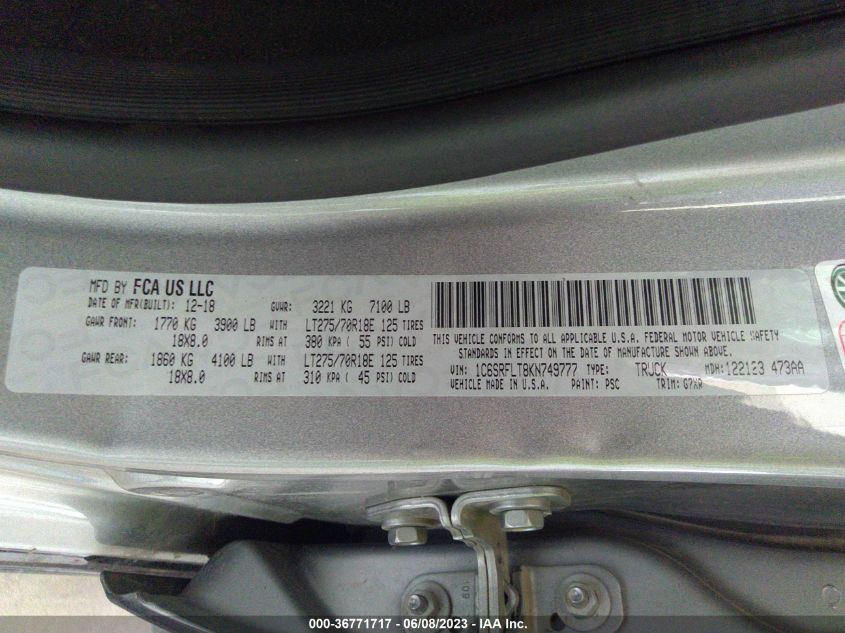 MFD BY FCA US LLC
DATE OF MFR(BUILT): 12-18 GVWR: 3221 KG 7100 LB
GAWR FRONT: 1770 KG 3900 LB WITH LT275/70R18E 125 TIRES
18X8.0 RIMS AT 380 KPA ( 55 PSI) COLD
GAWR REAR: 1860 KG 4100 LB WITH LT275/70R18E 125 TIRES
18X8.0 RIMS AT 310 KPA ( 45 PSI) COLD
THIS VEHICLE CONFORMS TO ALL APPLICABLE U.S.A. FEDERAL MOTOR VEHICLE SAFETY
STANDARDS IN EFFECT ON THE DATE OF MANUFACTURE SHOWN ABOVE.
VIN: 1C6SRFLT8KN749777 TYPE: TRUCK MDH: 122123 473AA
VEHICLE MADE IN U.S.A. PAINT: PSC TRIM: G7XR
000-36771717 - 06/08/2023 - IAA Inc.